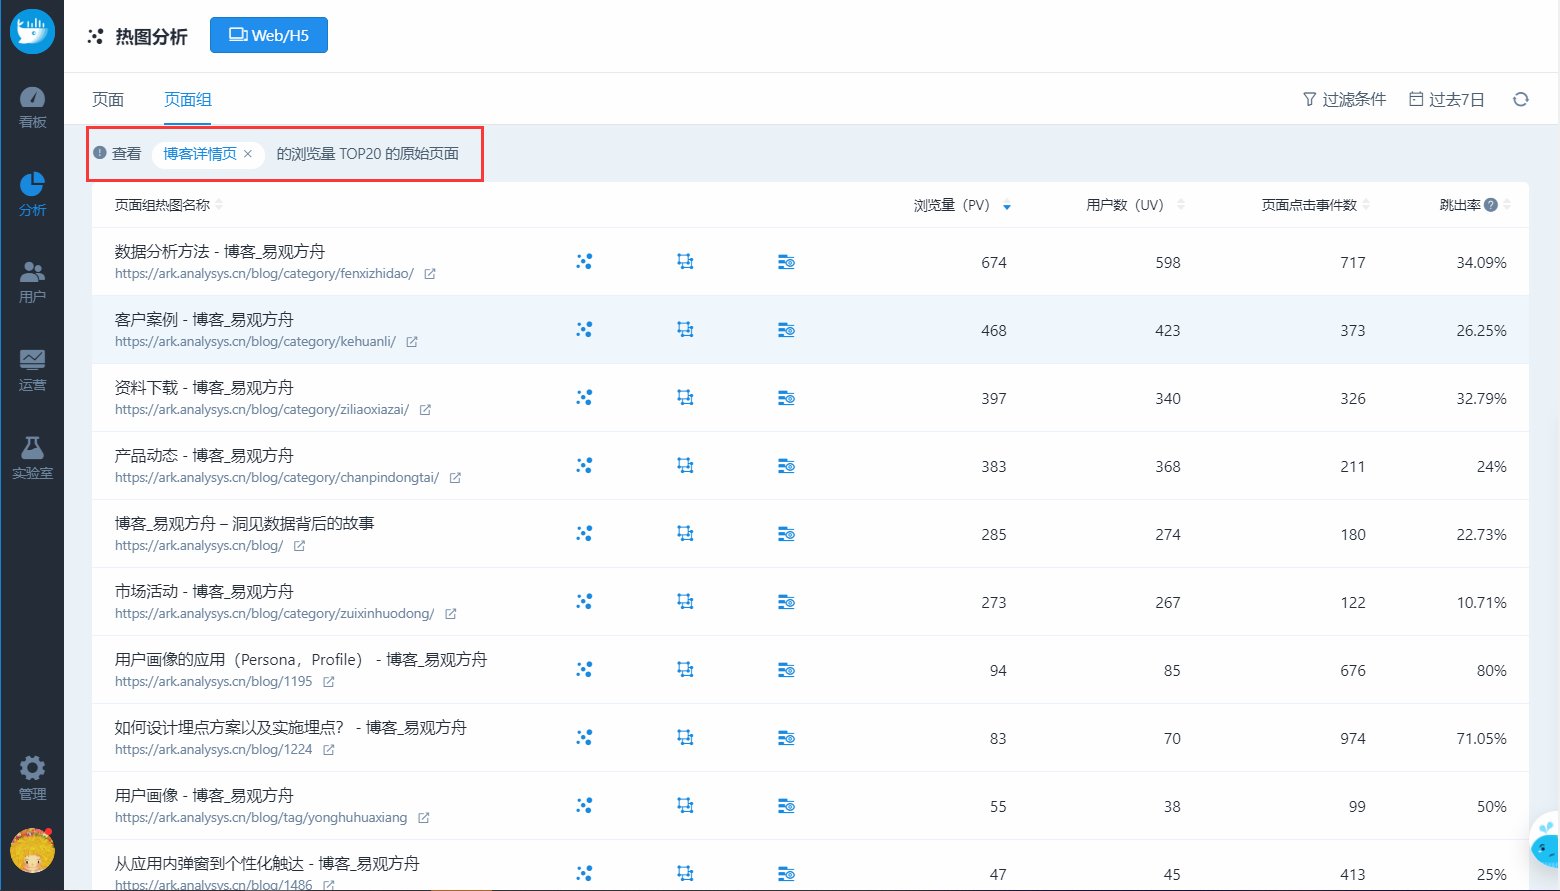 热图分析
Web/H5
页面
页面组
过滤条件
过去7日
查看 博客详情页 × 的浏览量 TOP20 的原始页面
页面组热图名称
浏览量（PV）
用户数（UV）
页面点击事件数
跳出率
数据分析方法 - 博客_易观方舟
https://ark.analysys.cn/blog/category/fenxizhidao/
674
598
717
34.09%
客户案例 - 博客_易观方舟
https://ark.analysys.cn/blog/category/kehuanli/
468
423
373
26.25%
资料下载 - 博客_易观方舟
https://ark.analysys.cn/blog/category/ziliaoxiazai/
397
340
326
32.79%
产品动态 - 博客_易观方舟
https://ark.analysys.cn/blog/category/chanpindongtai/
383
368
211
24%
博客_易观方舟 – 洞见数据背后的故事
https://ark.analysys.cn/blog/
285
274
180
22.73%
市场活动 - 博客_易观方舟
https://ark.analysys.cn/blog/category/zuixinhuodong/
273
267
122
10.71%
用户画像的应用（Persona，Profile） - 博客_易观方舟
https://ark.analysys.cn/blog/1195
94
85
676
80%
如何设计埋点方案以及实施埋点？ - 博客_易观方舟
https://ark.analysys.cn/blog/1224
83
70
974
71.05%
用户画像 - 博客_易观方舟
https://ark.analysys.cn/blog/tag/yonghuhuaxiang
55
38
99
50%
从应用内弹窗到个性化触达 - 博客_易观方舟
https://ark.analysys.cn/blog/1486
47
45
413
25%
看板
分析
用户
运营
实验室
管理